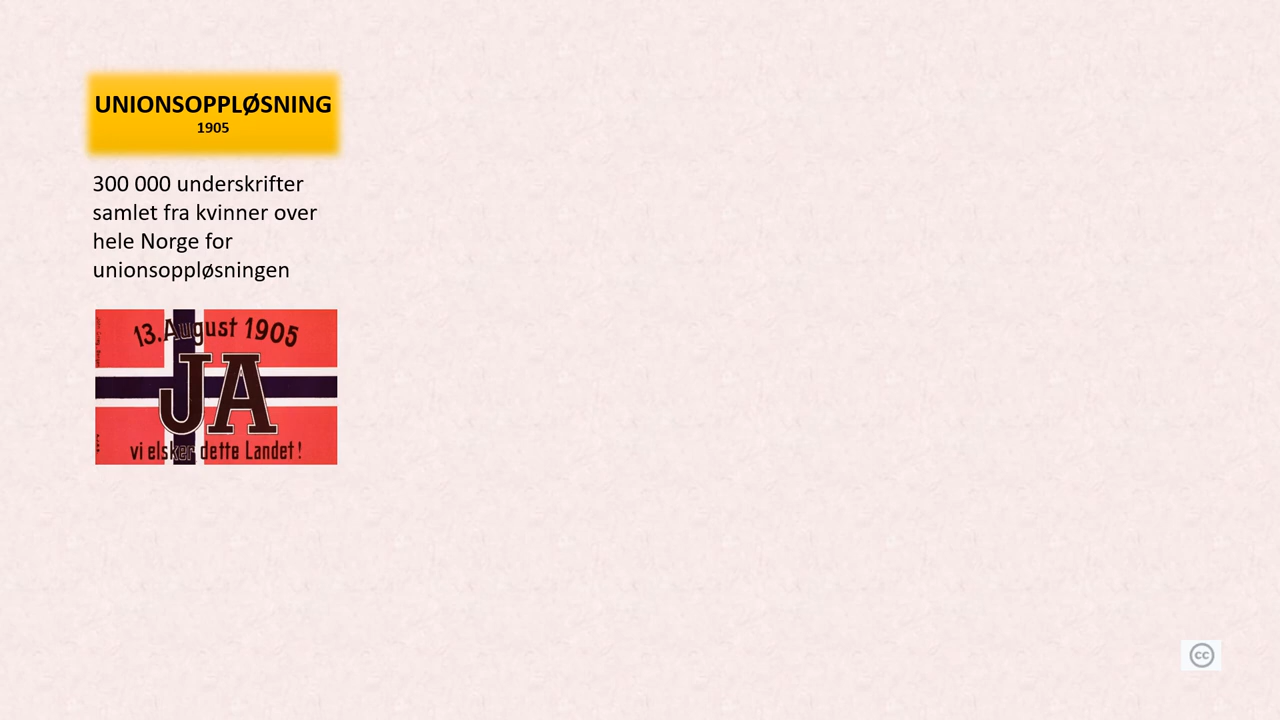 UNIONSOPPLØSNING
1905
300 000 underskrifter
samlet fra kvinner over
hele Norge for
unionsoppløsningen
13. August 1905
JA
vi elsker dette Landet!
cc